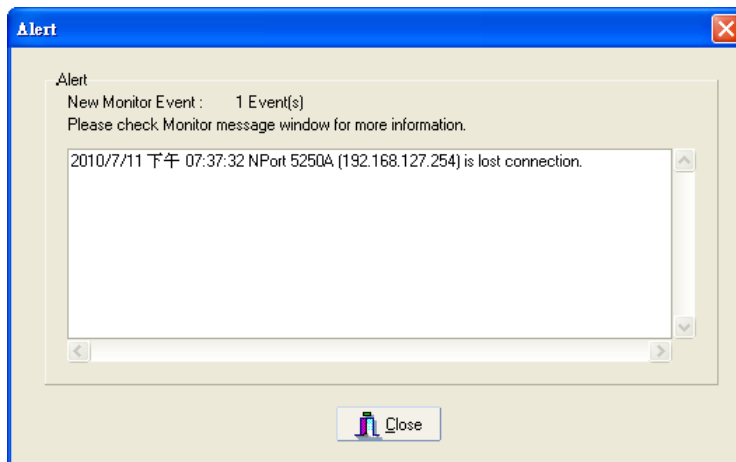 Alert
Alert
New Monitor Event : 1 Event(s)
Please check Monitor message window for more information.
2010/7/11 下午 07:37:32 NPort 5250A (192.168.127.254) is lost connection.
Close